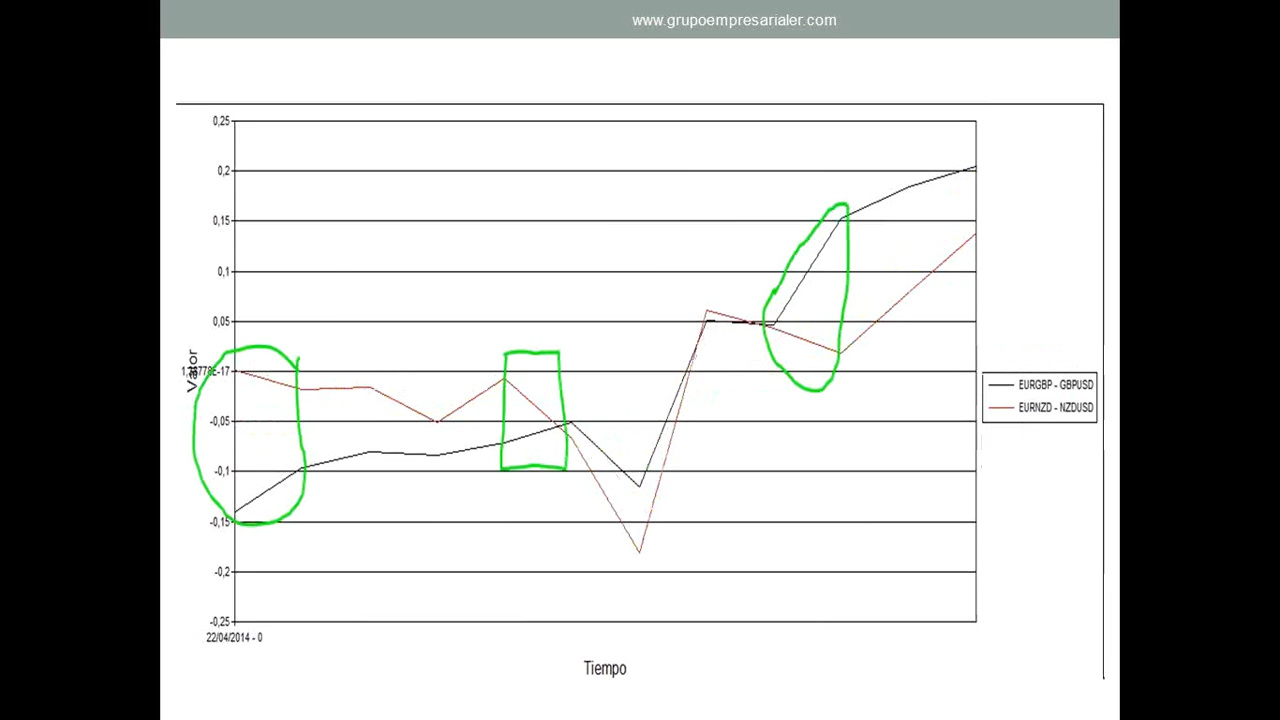 www.grupoempresarialer.com
0,25
0,2
0,15
0,1
0,05
-0,05
-0,1
-0,15
-0,2
-0,25
Valor
22/04/2014 - 0
Tiempo
EURGBP - GBPUSD
EURNZD - NZDUSD